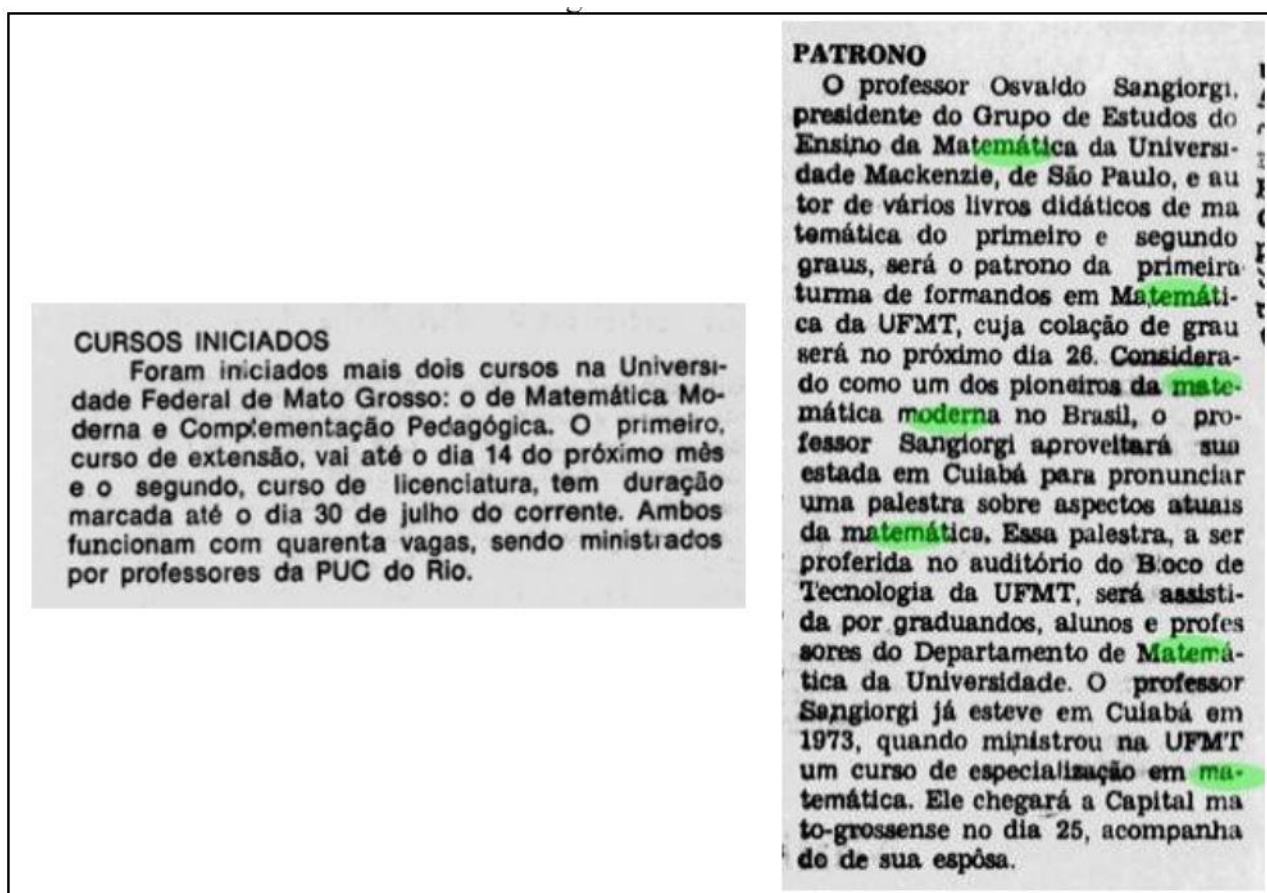 CURSOS INICIADOS
Foram iniciados mais dois cursos na Universi-
dade Federal de Mato Grosso: o de Matemática Mo-
derna e Complementação Pedagógica. O primeiro,
curso de extensão, vai até o dia 14 do próximo mês
e o segundo, curso de licenciatura, tem duração
marcada até o dia 30 de julho do corrente. Ambos
funcionam com quarenta vagas, sendo ministrados
por professores da PUC do Rio.
PATRONO
O professor Osvaldo Sangiorgi,
presidente do Grupo de Estudos do
Ensino da Matemática da Universi-
dade Mackenzie, de São Paulo, e au
tor de vários livros didáticos de ma
temática do primeiro e segundo
graus, será o patrono da primeira
turma de formandos em Matemáti-
ca da UFMT, cuja colação de grau
será no próximo dia 26. Considera-
do como um dos pioneiros da mate-
mática moderna no Brasil, o pro-
fessor Sangiorgi aproveitará sua
estada em Cuiabá para pronunciar
uma palestra sobre aspectos atuais
da matemática. Essa palestra, a ser
proferida no auditório do Bloco de
Tecnologia da UFMT, será assisti-
da por graduandos, alunos e profes
sores do Departamento de Matemá-
tica da Universidade. O professor
Sangiorgi já esteve em Cuiabá em
1973, quando ministrou na UFMT
um curso de especialização em ma-
temática. Ele chegará a Capital ma
to-grossense no dia 25, acompanha
do de sua espôsa.